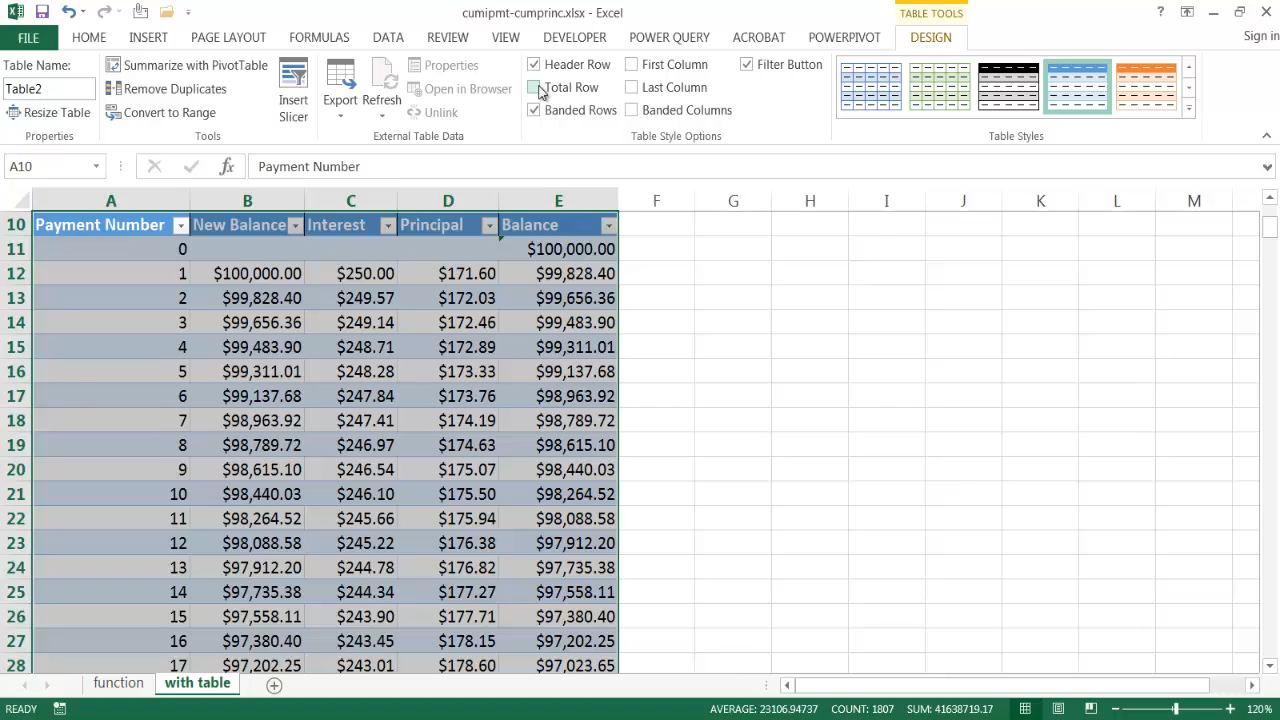 cumipmt-cumprinc.xlsx - Excel
TABLE TOOLS
?
Sign in
FILE HOME INSERT PAGE LAYOUT FORMULAS DATA REVIEW VIEW DEVELOPER POWER QUERY ACROBAT POWERPIVOT DESIGN
Table Name:
Table2
Resize Table
Properties
Summarize with PivotTable
Remove Duplicates
Convert to Range
Tools
Insert
Slicer
Export
Refresh
Properties
Open in Browser
Unlink
External Table Data
Header Row First Column Filter Button
Total Row Last Column
Banded Rows Banded Columns
Table Style Options
Table Styles
A10 fx Payment Number
A B C D E F G H I J K L M
10 Payment Number New Balance Interest Principal Balance
11 0 $100,000.00
12 1 $100,000.00 $250.00 $171.60 $99,828.40
13 2 $99,828.40 $249.57 $172.03 $99,656.36
14 3 $99,656.36 $249.14 $172.46 $99,483.90
15 4 $99,483.90 $248.71 $172.89 $99,311.01
16 5 $99,311.01 $248.28 $173.33 $99,137.68
17 6 $99,137.68 $247.84 $173.76 $98,963.92
18 7 $98,963.92 $247.41 $174.19 $98,789.72
19 8 $98,789.72 $246.97 $174.63 $98,615.10
20 9 $98,615.10 $246.54 $175.07 $98,440.03
21 10 $98,440.03 $246.10 $175.50 $98,264.52
22 11 $98,264.52 $245.66 $175.94 $98,088.58
23 12 $98,088.58 $245.22 $176.38 $97,912.20
24 13 $97,912.20 $244.78 $176.82 $97,735.38
25 14 $97,735.38 $244.34 $177.27 $97,558.11
26 15 $97,558.11 $243.90 $177.71 $97,380.40
27 16 $97,380.40 $243.45 $178.15 $97,202.25
28 17 $97,202.25 $243.01 $178.60 $97,023.65
function with table
READY AVERAGE: 23106.94737 COUNT: 1807 SUM: 41638719.17 120%